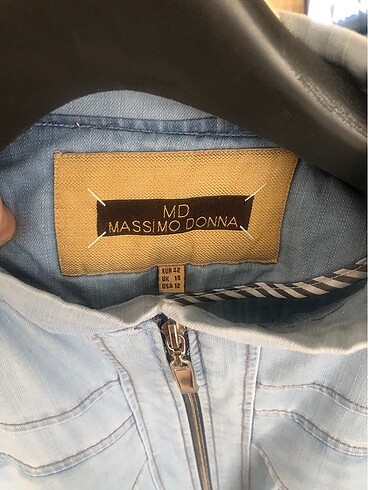 MD
MASSIMO DONNA
EUR 42
UK 14
USA 12